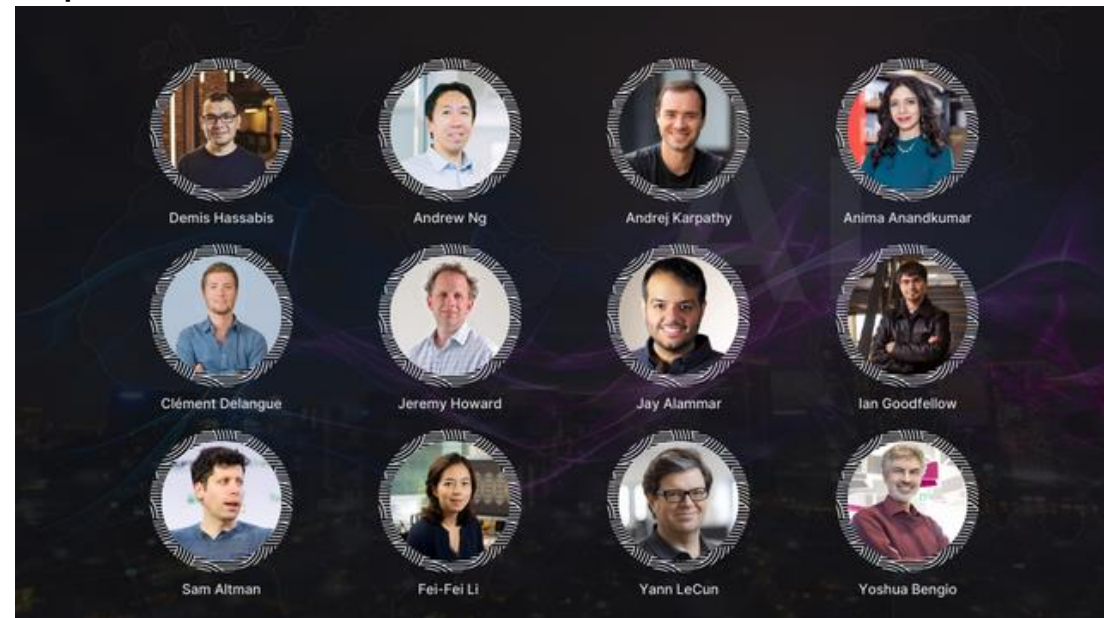 Demis Hassabis
Andrew Ng
Andrej Karpathy
Anima Anandkumar
Clément Delangue
Jeremy Howard
Jay Alammar
Ian Goodfellow
Sam Altman
Fei-Fei Li
Yann LeCun
Yoshua Bengio
AI